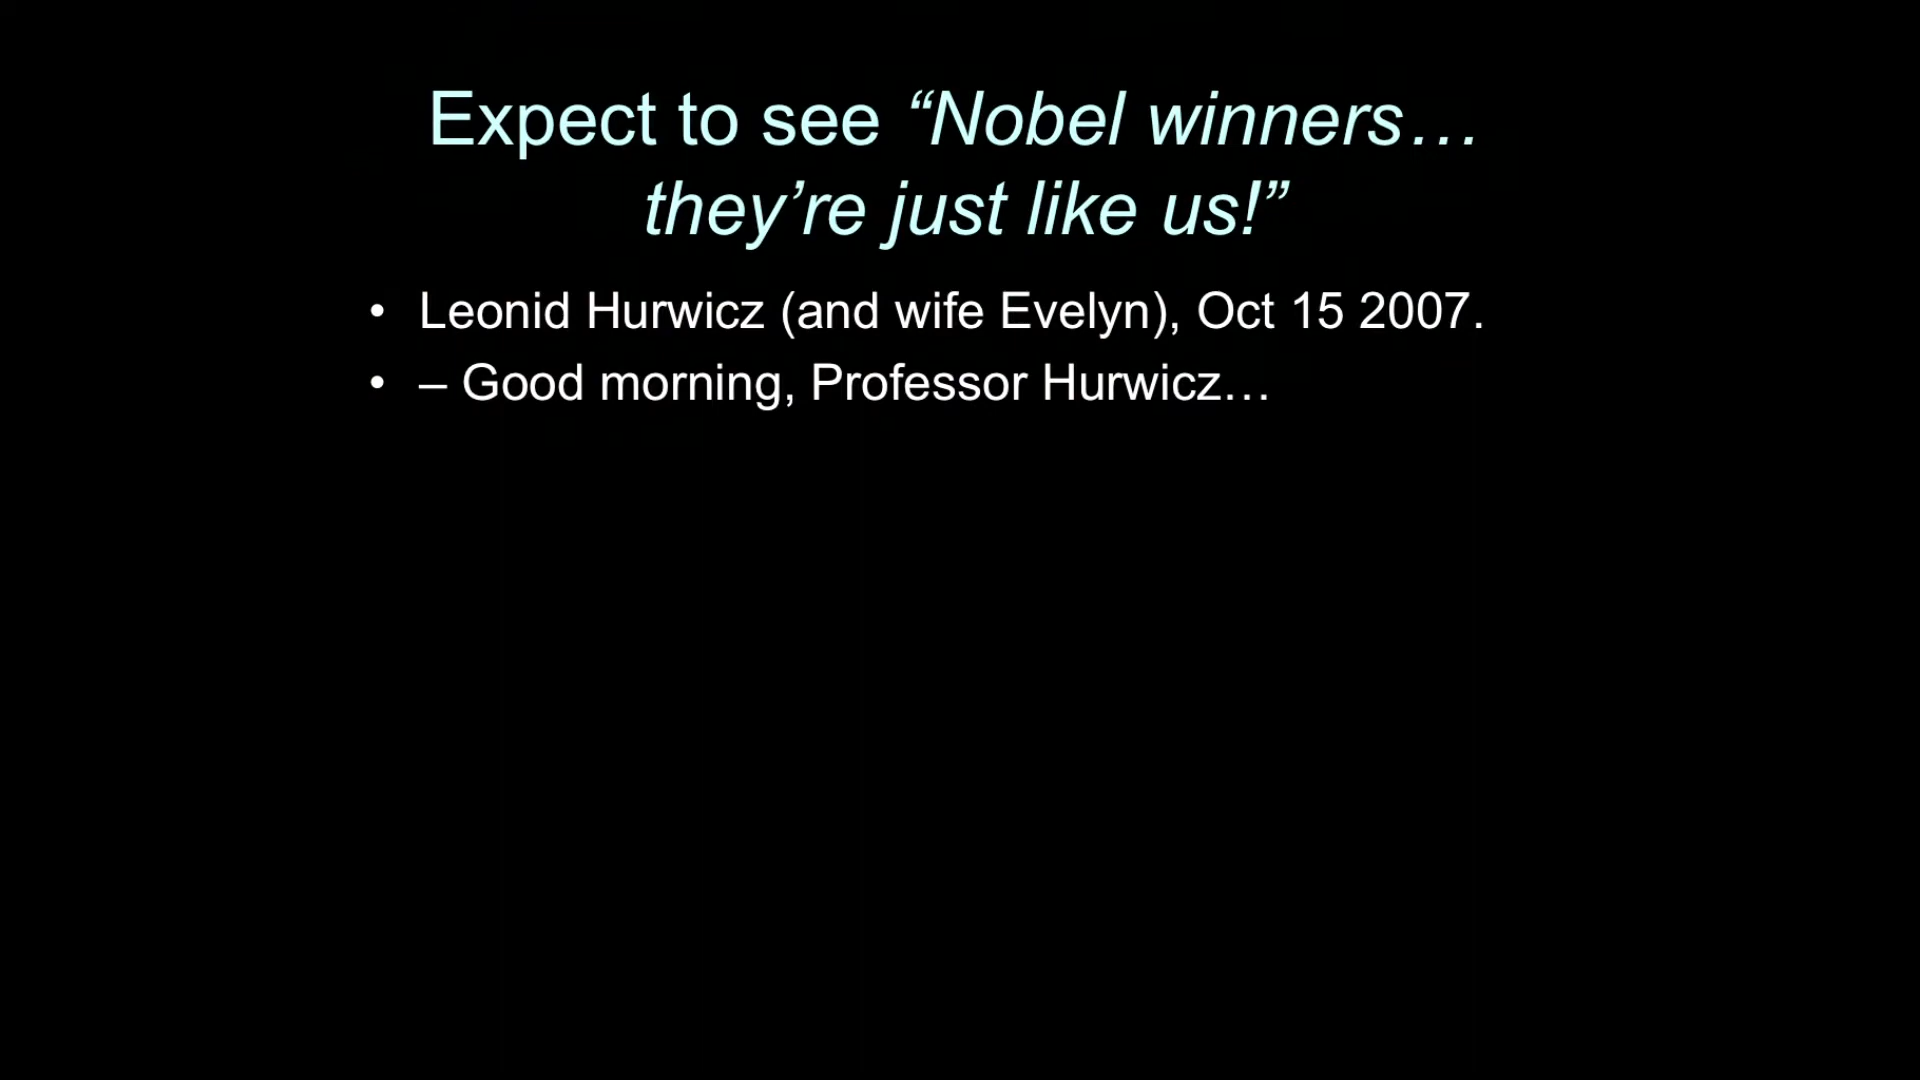 Expect to see “Nobel winners…
they’re just like us!”
• Leonid Hurwicz (and wife Evelyn), Oct 15 2007.
• – Good morning, Professor Hurwicz…